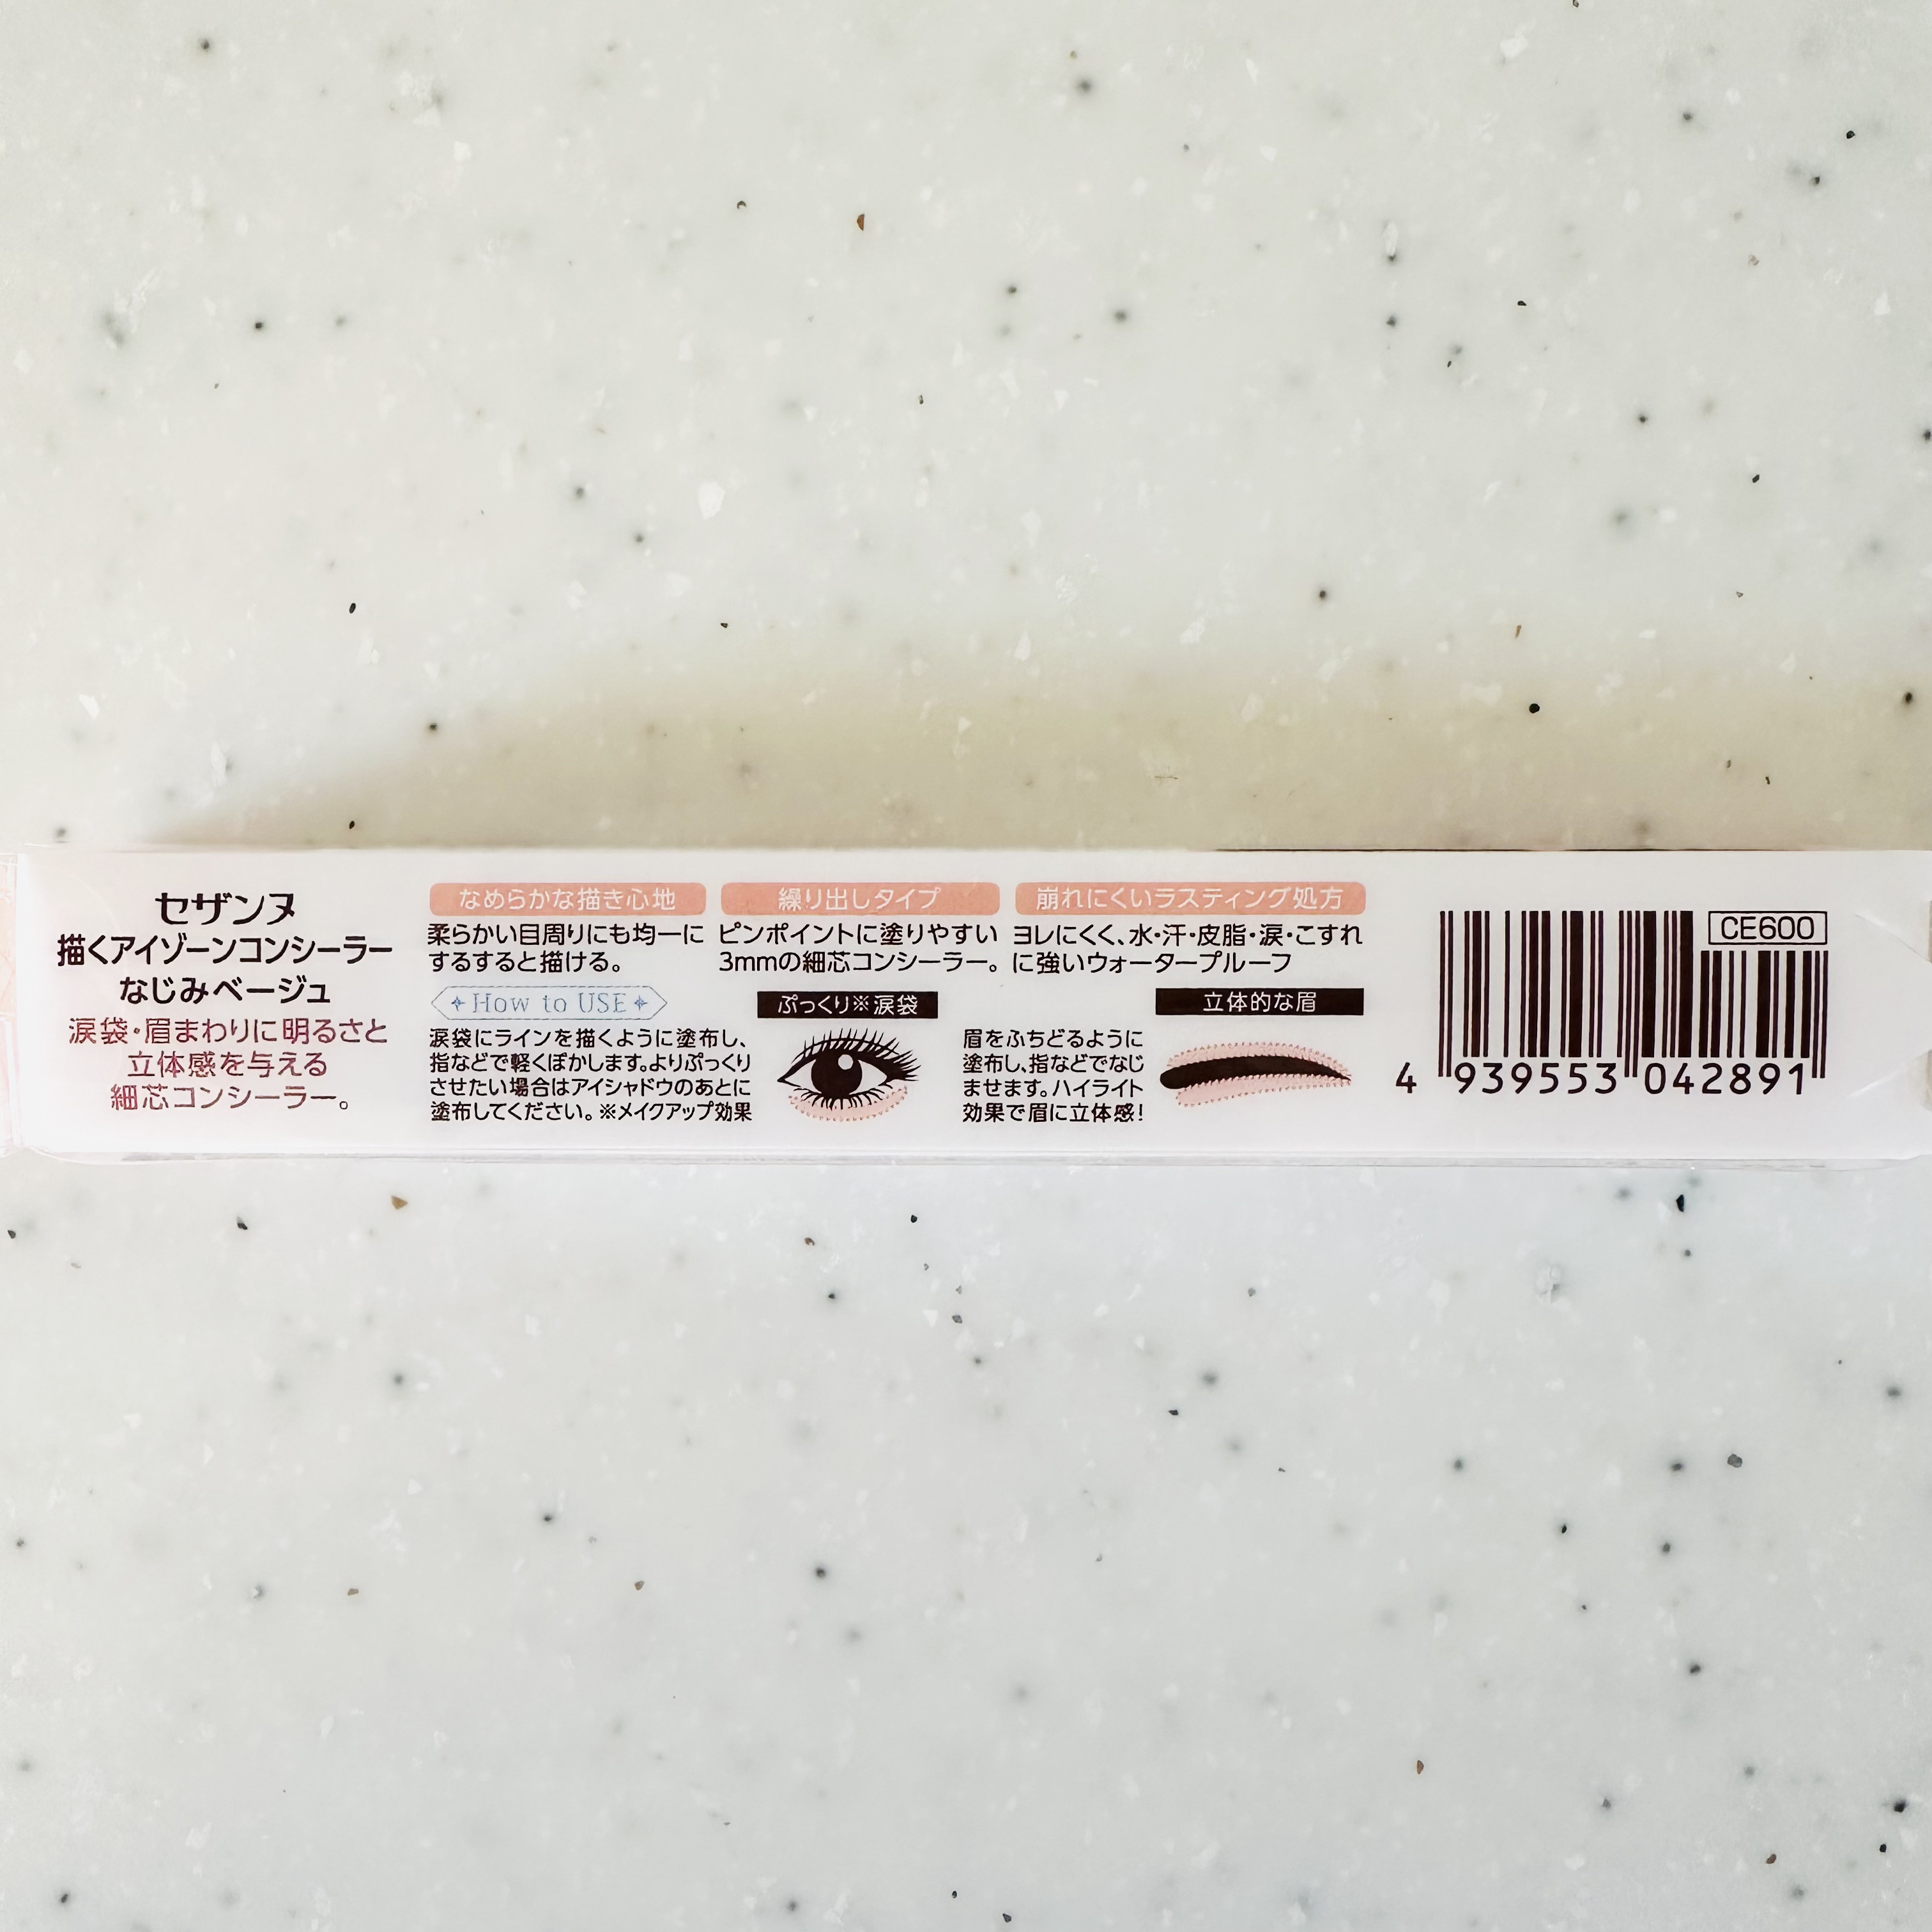 セザンヌ
描くアイゾーンコンシーラー
なじみベージュ
涙袋・眉まわりに明るさと
立体感を与える
細芯コンシーラー。
なめらかな描き心地
柔らかい目周りにも均一に
するすると描ける。
繰り出しタイプ
ピンポイントに塗りやすい
3mmの細芯コンシーラー。
崩れにくいラスティング処方
ヨレにくく、水・汗・皮脂・涙・こすれ
に強いウォータープルーフ
How to USE
涙袋にラインを描くように塗布し、
指などで軽くぼかします。よりぷっくり
させたい場合はアイシャドウのあとに
塗布してください。※メイクアップ効果
ぷっくり※涙袋
眉をふちどるように
塗布し、指などでなじ
ませます。ハイライト
効果で眉に立体感!
立体的な眉
CE600
4 939553 042891